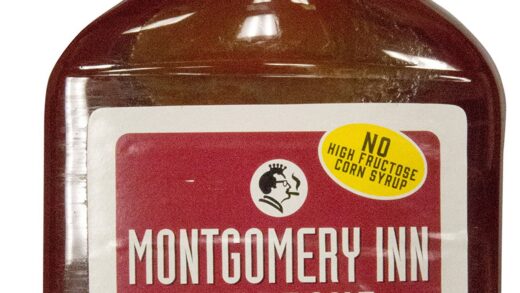 NO
HIGH FRUCTOSE
CORN SYRUP
MONTGOMERY INN